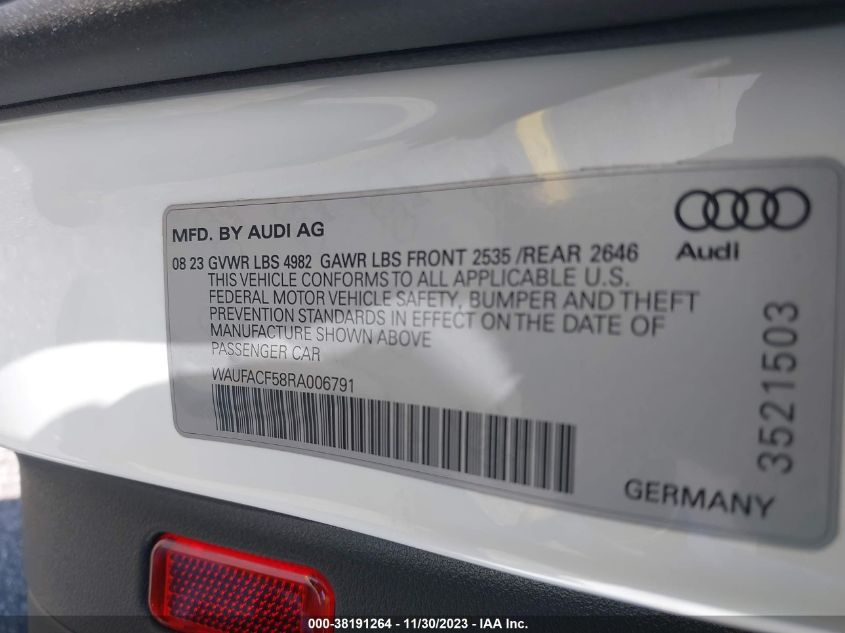 MFD. BY AUDI AG
Audi
08 23 GVWR LBS 4982 GAWR LBS FRONT 2535 /REAR 2646
THIS VEHICLE CONFORMS TO ALL APPLICABLE U.S.
FEDERAL MOTOR VEHICLE SAFETY, BUMPER AND THEFT
PREVENTION STANDARDS IN EFFECT ON THE DATE OF
MANUFACTURE SHOWN ABOVE
PASSENGER CAR
WAUFACF58RA006791
3521503
GERMANY
000-38191264 - 11/30/2023 - IAA Inc.